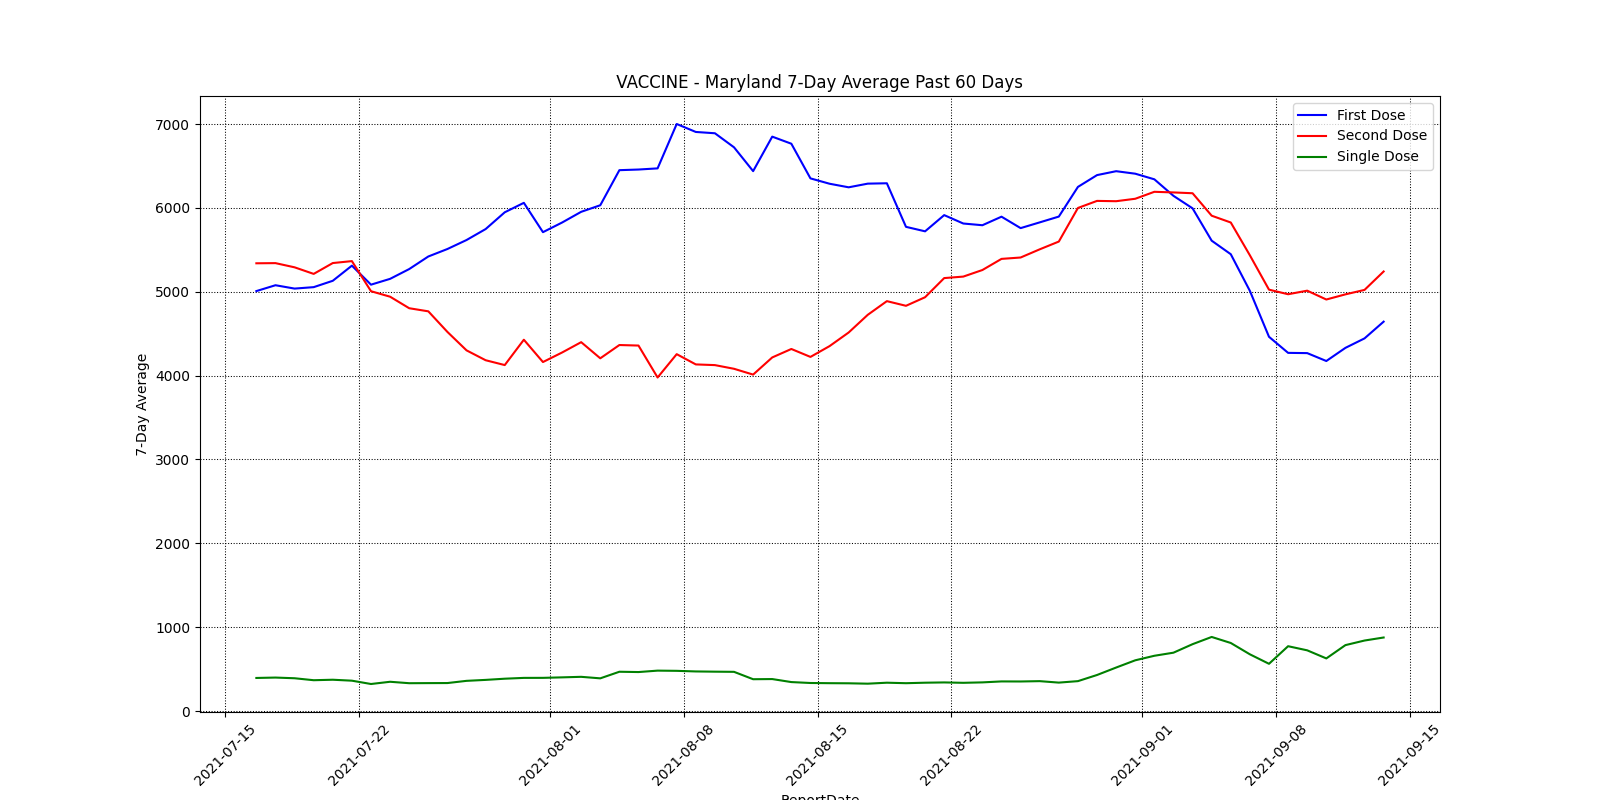 VACCINE - Maryland 7-Day Average Past 60 Days
First Dose
Second Dose
Single Dose
7-Day Average
7000
6000
5000
4000
3000
2000
1000
0
2021-07-15
2021-07-22
2021-08-01
2021-08-08
2021-08-15
2021-08-22
2021-09-01
2021-09-08
2021-09-15
ReportDate